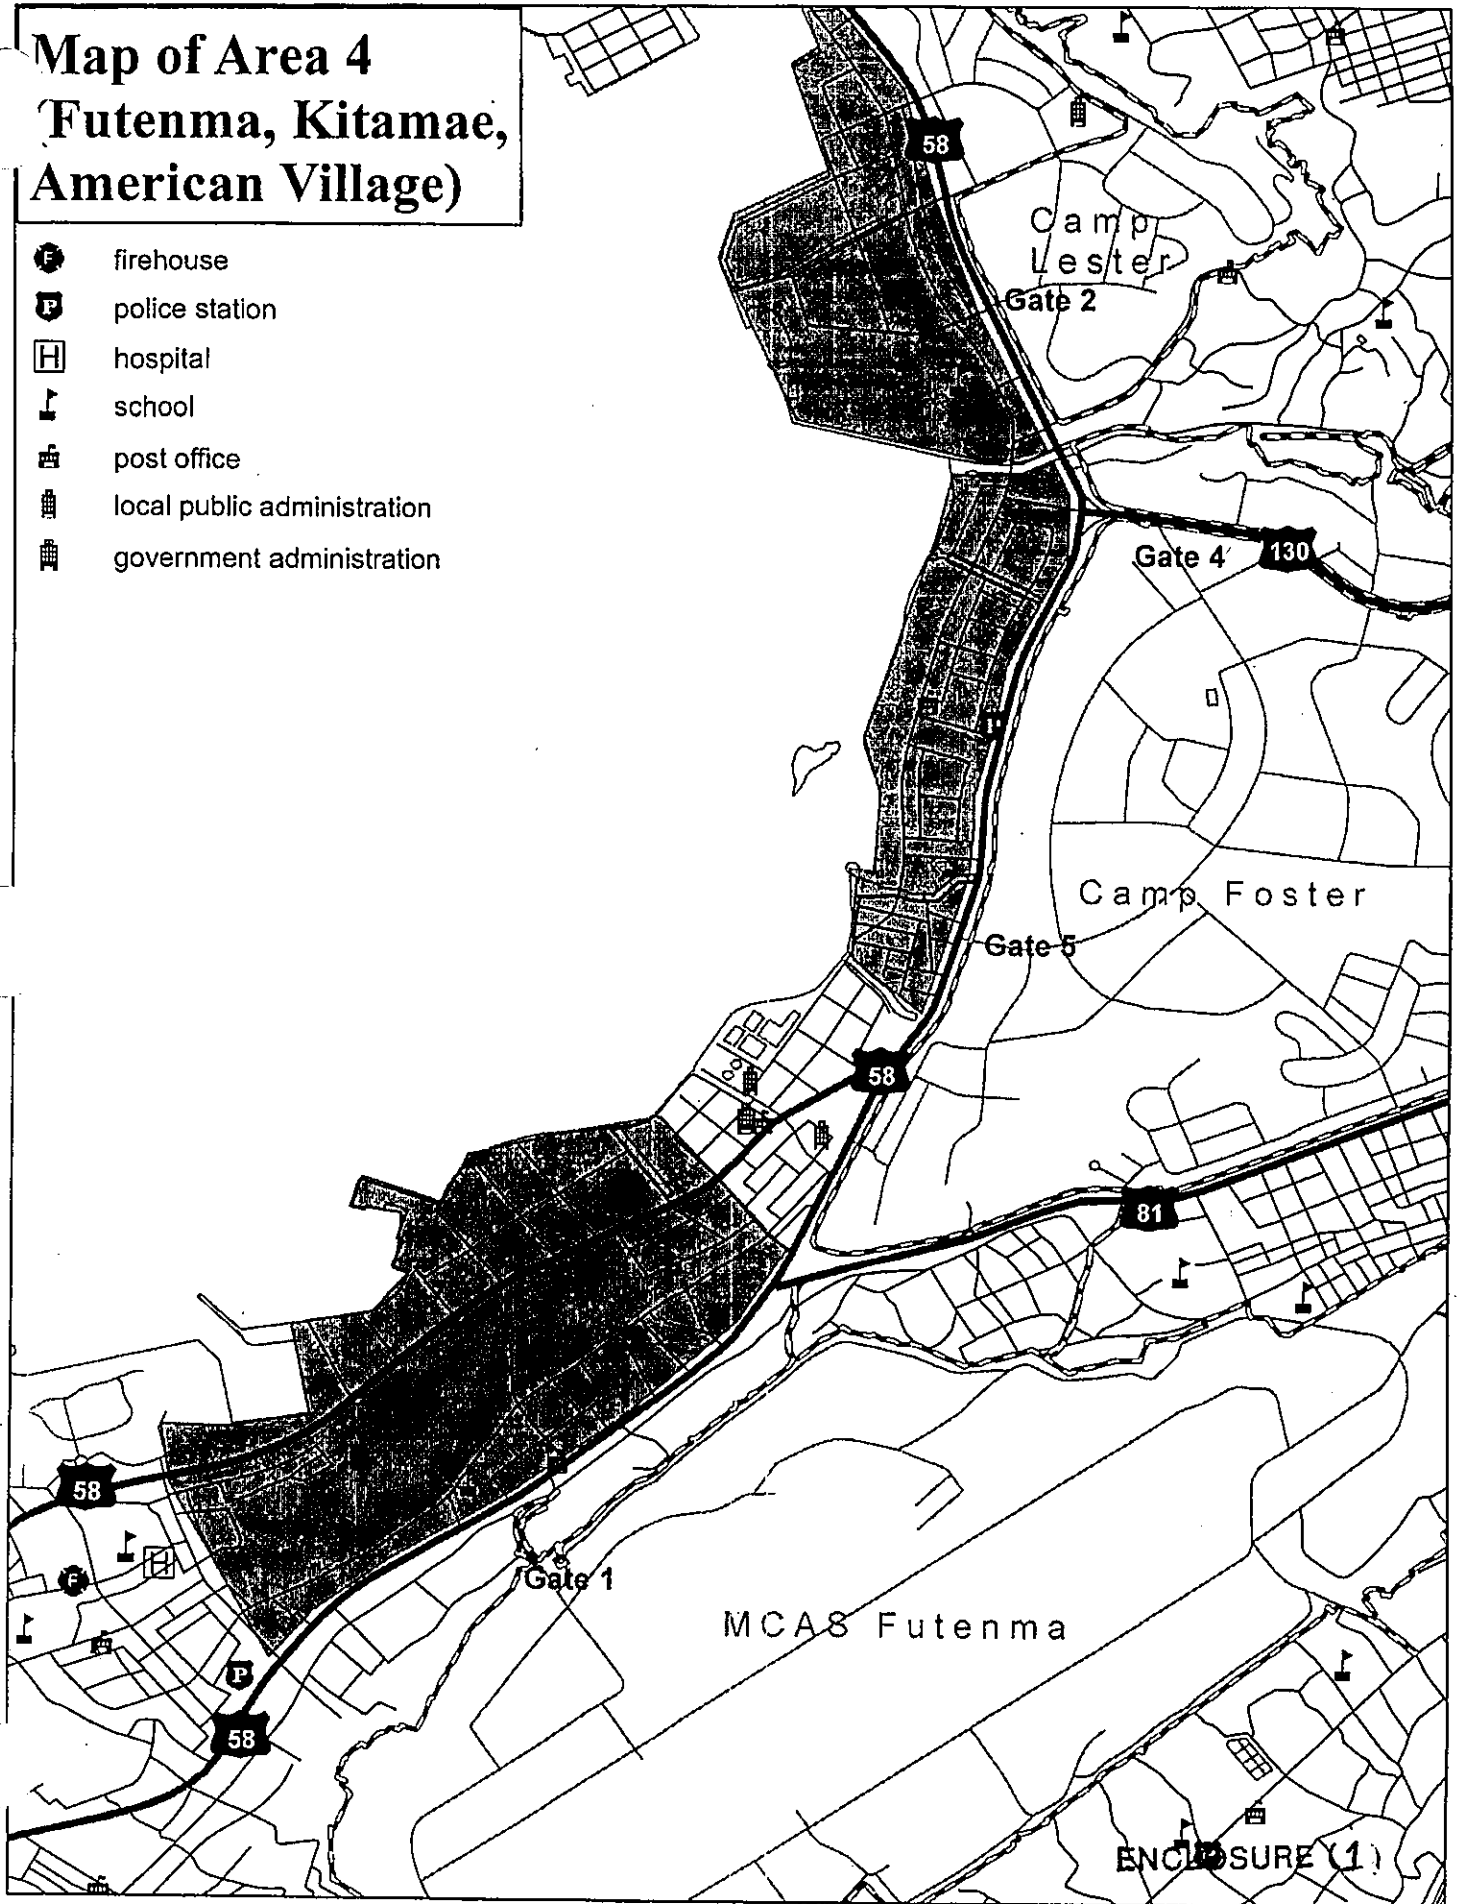 Map of Area 4
(Futenma, Kitamae,
American Village)
F firehouse
P police station
H hospital
school
post office
local public administration
government administration
58
Camp
Lester
Gate 2
Gate 4
130
P
Camp Foster
Gate 5
58
81
58
H
F
Gate 1
MCAS Futenma
P
58
ENCLOSURE (1)